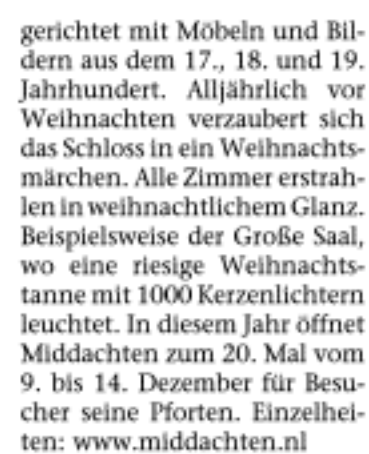 gerichtet mit Möbeln und Bil-
dern aus dem 17., 18. und 19.
Jahrhundert. Alljährlich vor
Weihnachten verzaubert sich
das Schloss in ein Weihnachts-
märchen. Alle Zimmer erstrah-
len in weihnachtlichem Glanz.
Beispielsweise der Große Saal,
wo eine riesige Weihnachts-
tanne mit 1000 Kerzenlichtern
leuchtet. In diesem Jahr öffnet
Middachten zum 20. Mal vom
9. bis 14. Dezember für Besu-
cher seine Pforten. Einzelhei-
ten: www.middachten.nl